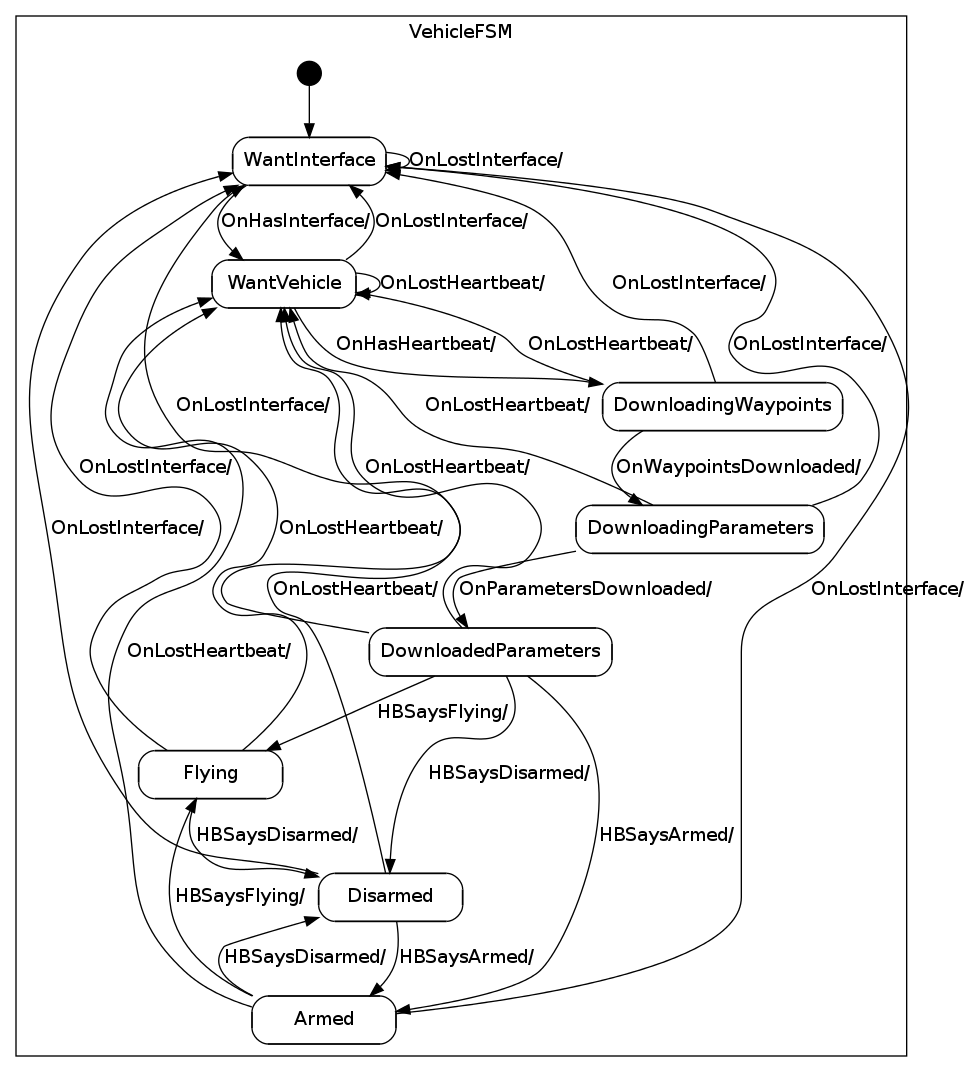 VehicleFSM
WantInterface
OnLostInterface/
OnHasInterface/
OnLostInterface/
WantVehicle
OnLostHeartbeat/
OnLostInterface/
OnHasHeartbeat/
OnLostHeartbeat/
OnLostInterface/
OnLostInterface/
OnLostHeartbeat/
DownloadingWaypoints
OnLostInterface/
OnLostHeartbeat/
OnWaypointsDownloaded/
OnLostInterface/
OnLostHeartbeat/
DownloadingParameters
OnLostHeartbeat/
OnParametersDownloaded/
OnLostInterface/
OnLostHeartbeat/
DownloadedParameters
HBSaysFlying/
Flying
HBSaysDisarmed/
HBSaysDisarmed/
HBSaysArmed/
HBSaysFlying/
Disarmed
HBSaysDisarmed/
HBSaysArmed/
Armed